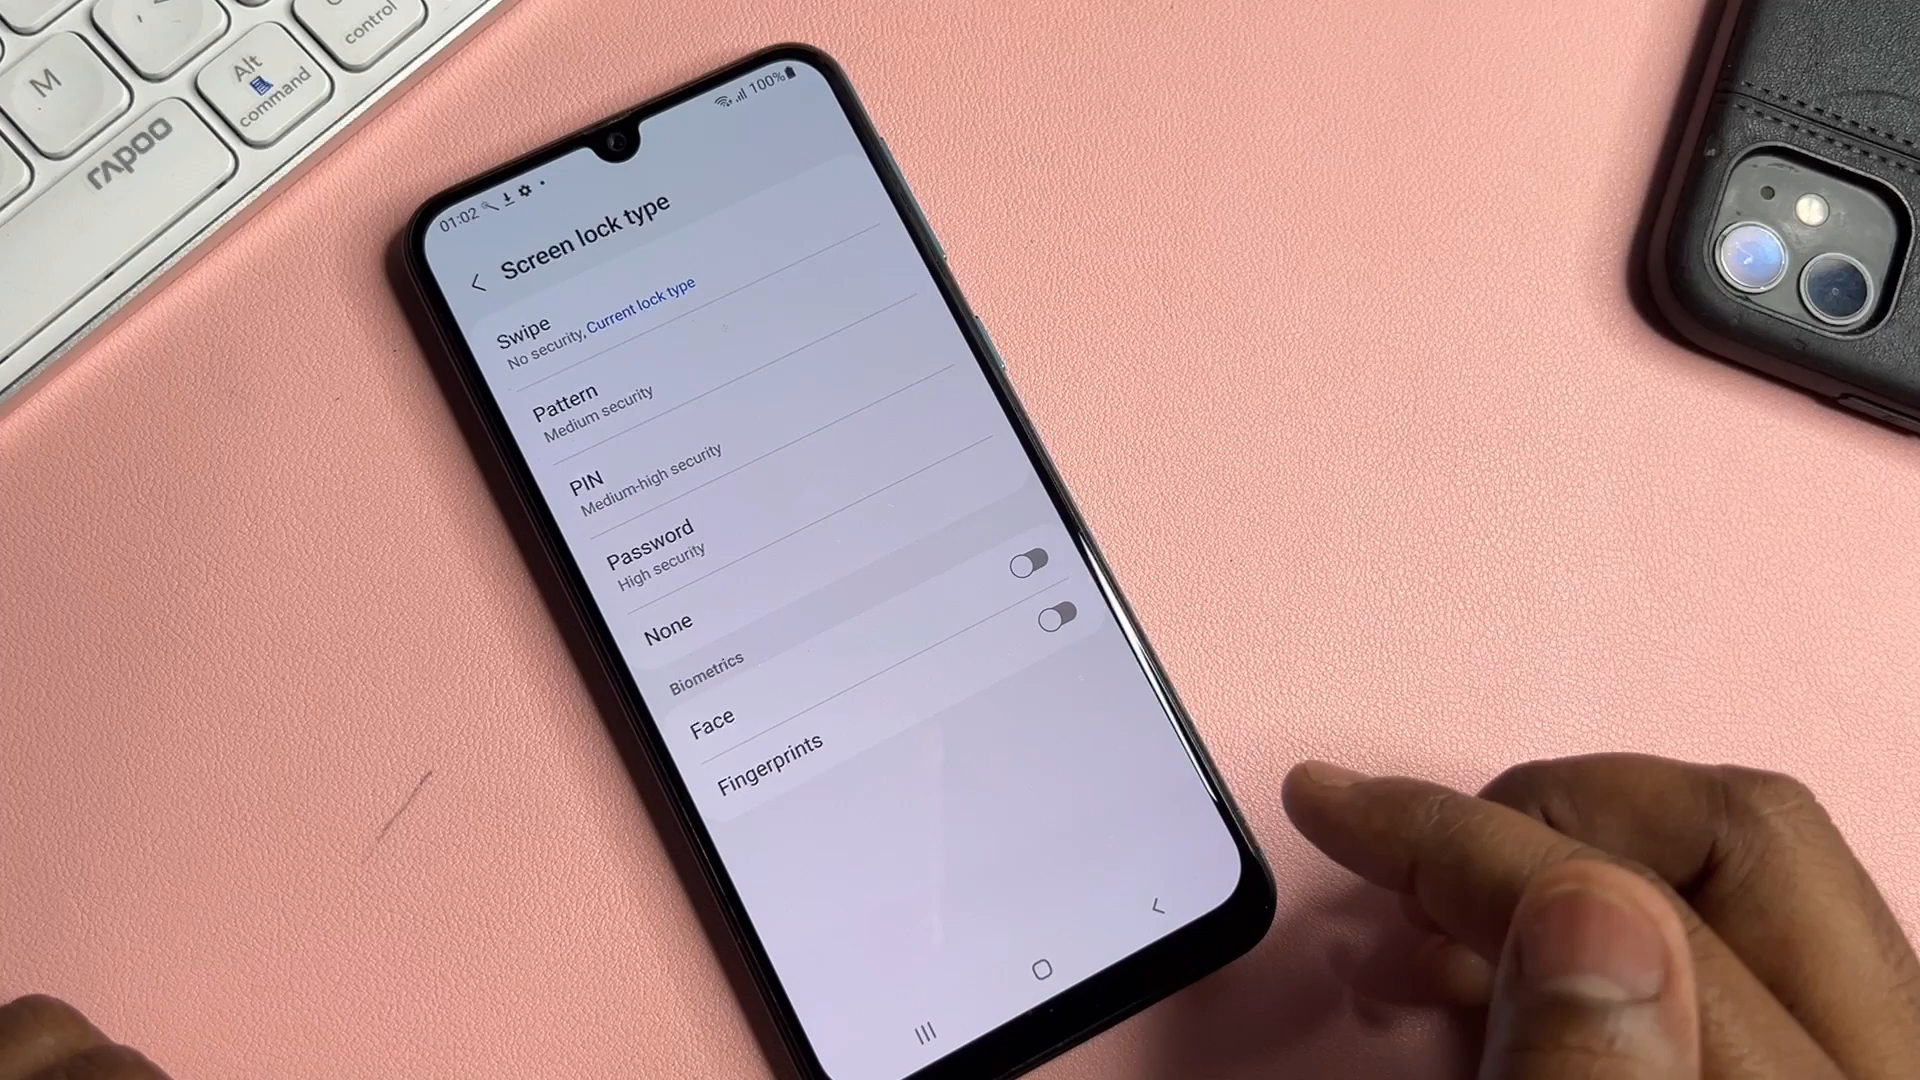 M
Alt
command
control
rapoo
01:02
100%
Screen lock type
Swipe
No security, Current lock type
Pattern
Medium security
PIN
Medium-high security
Password
High security
None
Biometrics
Face
Fingerprints